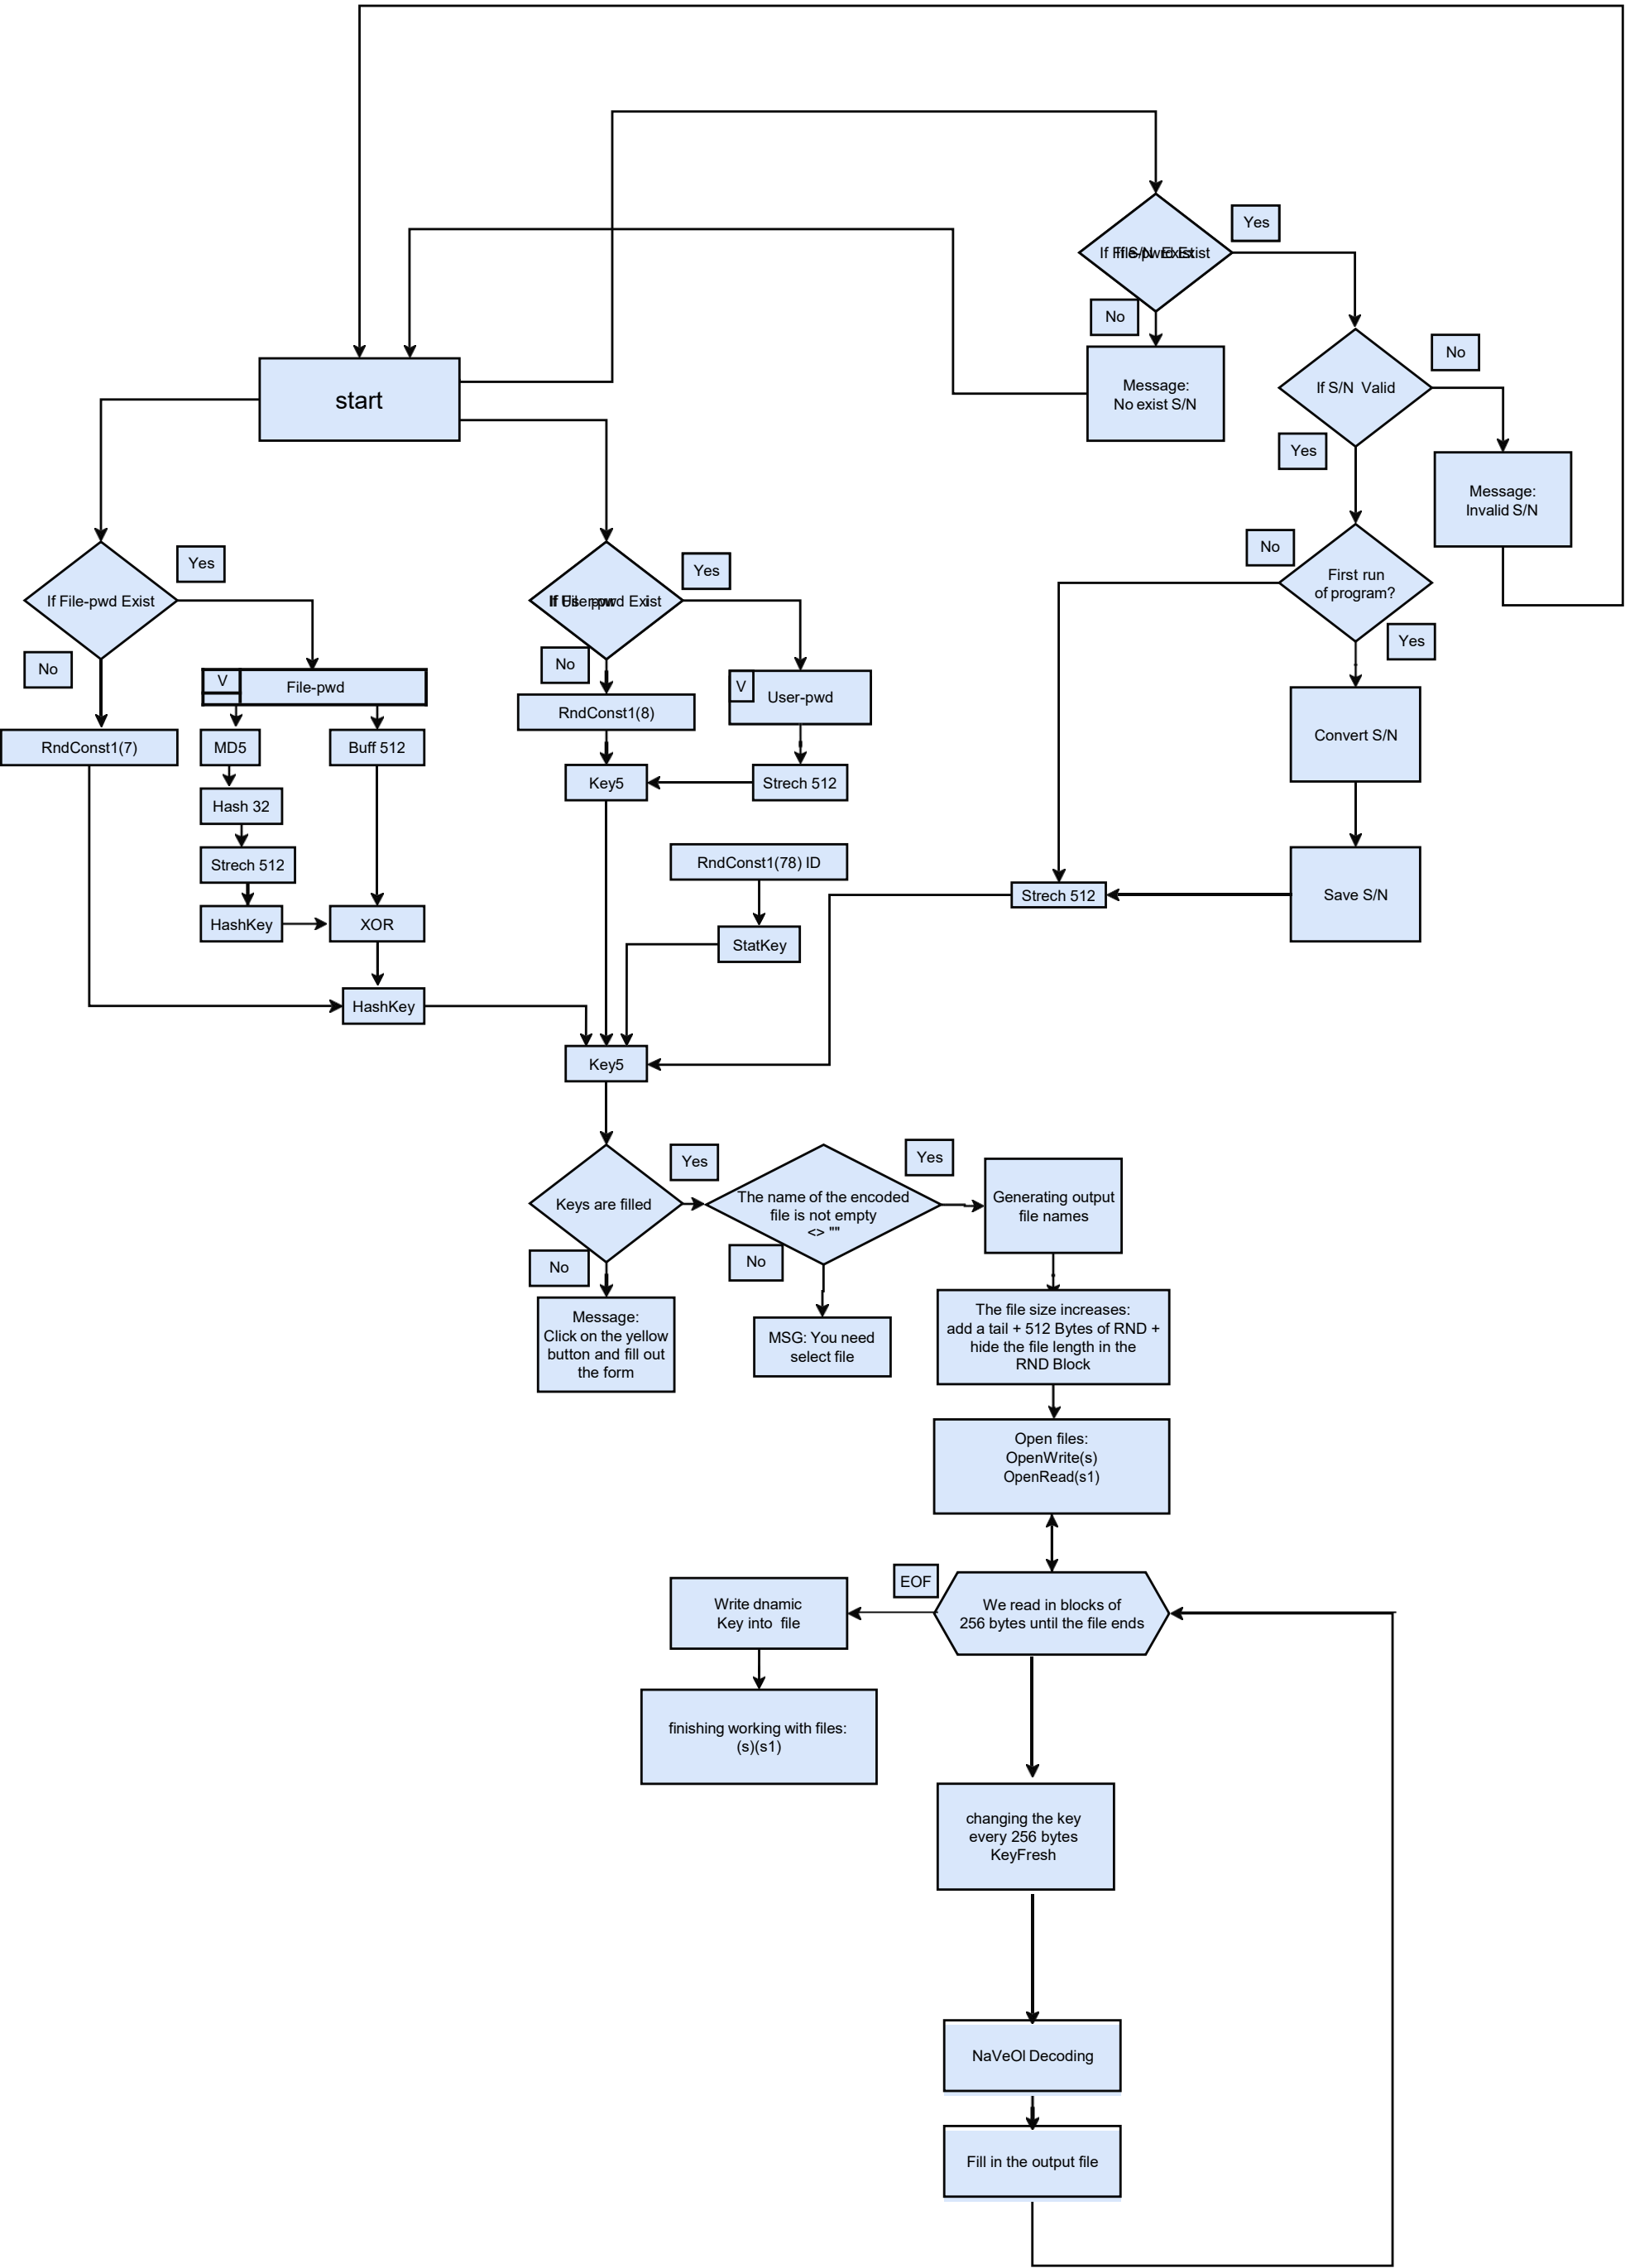 Yes
If S/N Exist
No
Message:
No exist S/N
No
If S/N Valid
Yes
Message:
Invalid S/N
start
No
First run
of program?
Yes
Yes
If File-pwd Exist
No
Yes
Exist
No
V
File-pwd
V
User-pwd
RndConst1(8)
Convert S/N
RndConst1(7)
MD5
Buff 512
Key5
Strech 512
Hash 32
Strech 512
RndConst1(78) ID
Strech 512
Save S/N
HashKey
XOR
StatKey
HashKey
Key5
Yes
Yes
Keys are filled
The name of the encoded
file is not empty
<> ""
Generating output
file names
No
No
Message:
Click on the yellow
button and fill out
the form
MSG: You need
select file
The file size increases:
add a tail + 512 Bytes of RND +
hide the file length in the
RND Block
Open files:
OpenWrite(s)
OpenRead(s1)
EOF
Write dnamic
Key into file
We read in blocks of
256 bytes until the file ends
finishing working with files:
(s)(s1)
changing the key
every 256 bytes
KeyFresh
NaVeOl Decoding
Fill in the output file